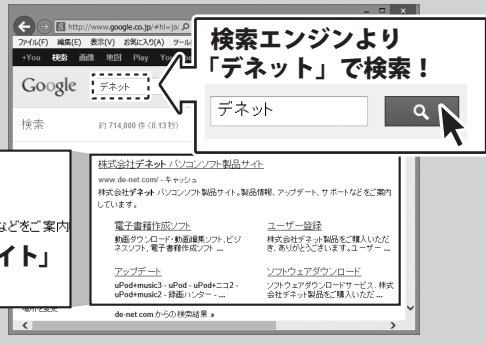 http://www.google.co.jp/#hl=ja
ファイル(F) 編集(E) 表示(V) お気に入り(A) ツール
+You 検索 画像 地図 Play
Google デネット
検索 約 714,000 件 (0.13 秒)
検索エンジンより
「デネット」で検索！
デネット
株式会社デネット パソコンソフト製品サイト
www.de-net.com/ - キャッシュ
株式会社デネット パソコンソフト製品サイト。製品情報、アップデート、サポートなどをご案内
しています。
などをご案内
イト」
電子書籍作成ソフト
動画ダウンロード・動画編集ソフト,ビジ
ネスソフト,電子書籍作成ソフト ...
ユーザー登録
株式会社デネット製品をご購入いただ
き、ありがとうございます。ユーザー ...
アップデート
uPod+music3 - uPod - uPod+ニコ2 -
uPod+music2 - 録画ハンター - ...
ソフトウェアダウンロード
ソフトウェアダウンロードサービス. 株式
会社デネット製品をご購入いただ ...
場所を変更
de-net.com からの検索結果 »